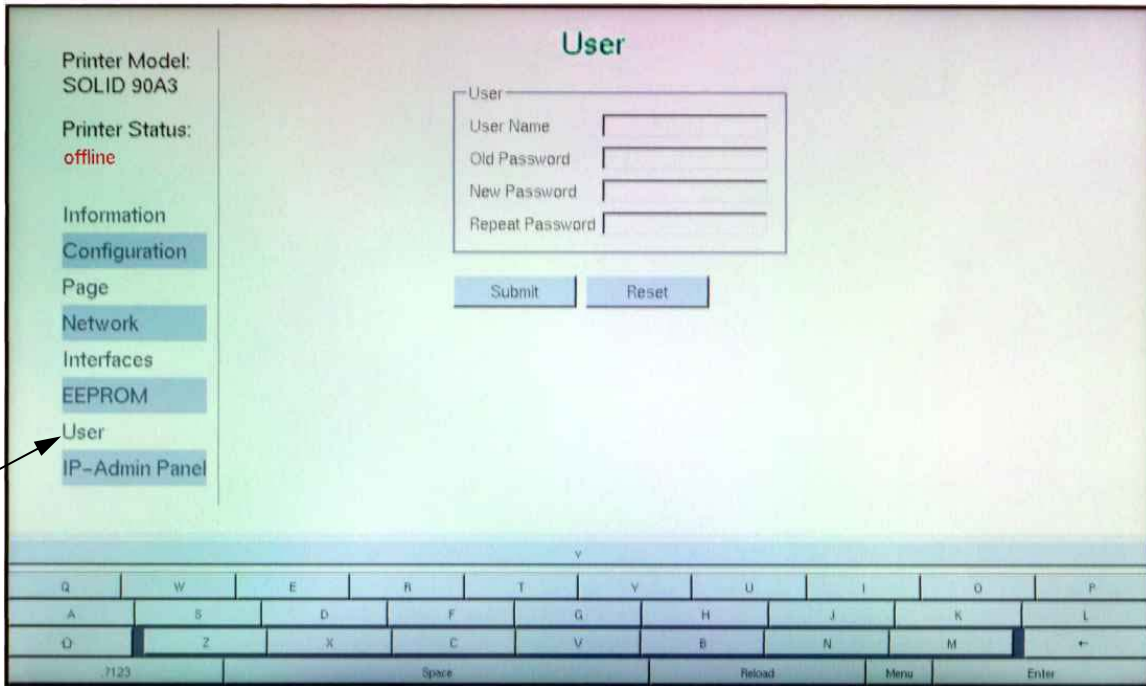 Printer Model:
SOLID 90A3
Printer Status:
offline
Information
Configuration
Page
Network
Interfaces
EEPROM
User
IP-Admin Panel
User
User
User Name
Old Password
New Password
Repeat Password
Submit Reset
Q W E R T Y U I O P
A S D F G H J K L
Z X C V B N M ←
.?123 Space Reload Menu Enter